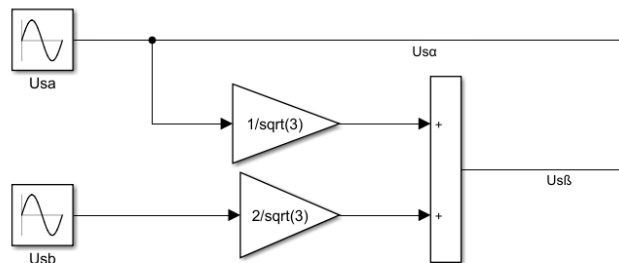 Usa
Usα
1/sqrt(3)
+
Usß
2/sqrt(3)
+
Usb